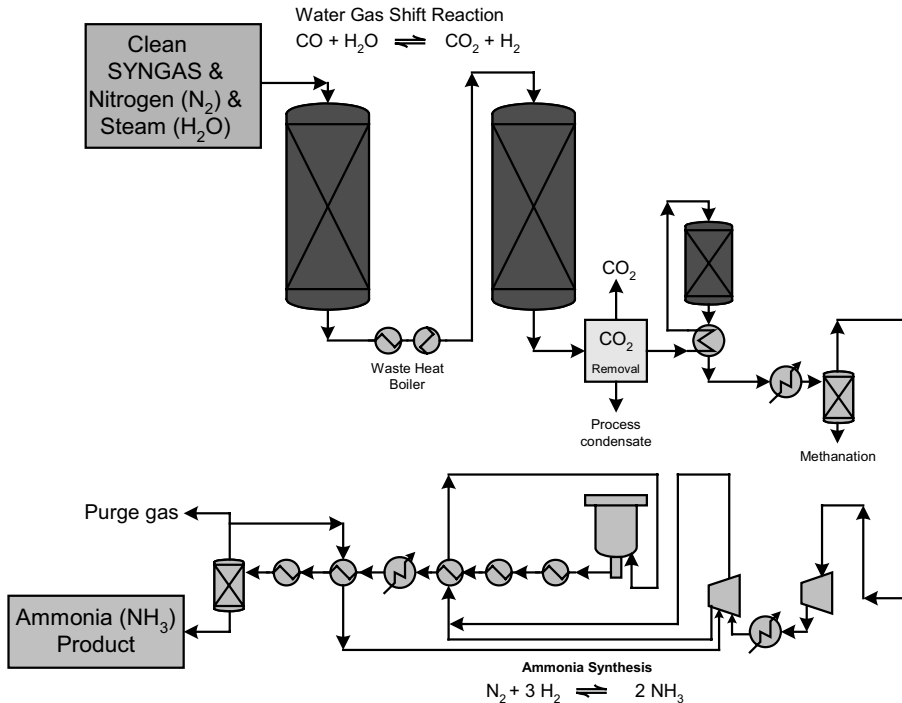 Water Gas Shift Reaction
CO + H₂O ⇌ CO₂ + H₂
Clean
SYNGAS &
Nitrogen (N₂) &
Steam (H₂O)
CO₂
CO₂
Removal
Waste Heat
Boiler
Process
condensate
Methanation
Purge gas
Ammonia (NH₃)
Product
Ammonia Synthesis
N₂ + 3 H₂ ⇌ 2 NH₃